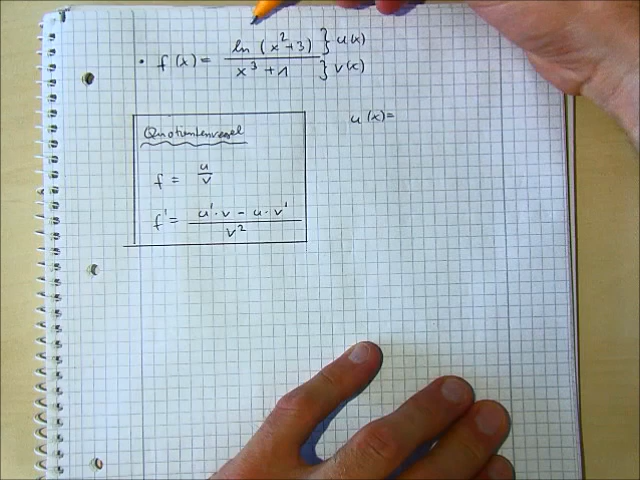 • f(x) = ln (x²+3) / x³+1 } u(x) } v(x)
u(x)=
Quotientenregel
f = u/v
f' = u'·v - u·v' / v²